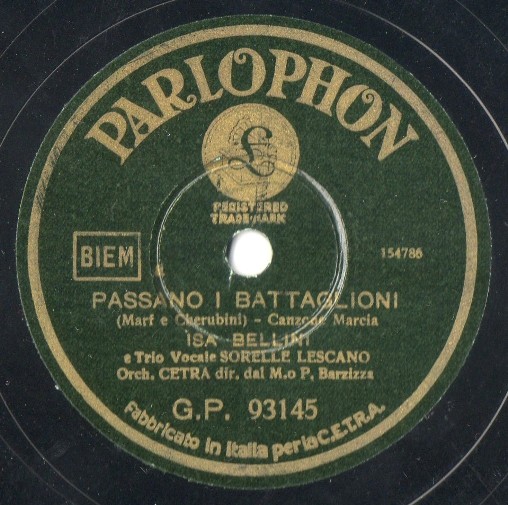 PARLOPHON
£
REGISTERED
TRADE MARK
BIEM
154786
PASSANO I BATTAGLIONI
(Marf e Cherubini) - Canzone Marcia
ISA BELLINI
e Trio Vocale SORELLE LESCANO
Orch. CETRA dir. dal M.o P. Barzizza
G.P. 93145
Fabbricato in Italia per la C.E.T.R.A.